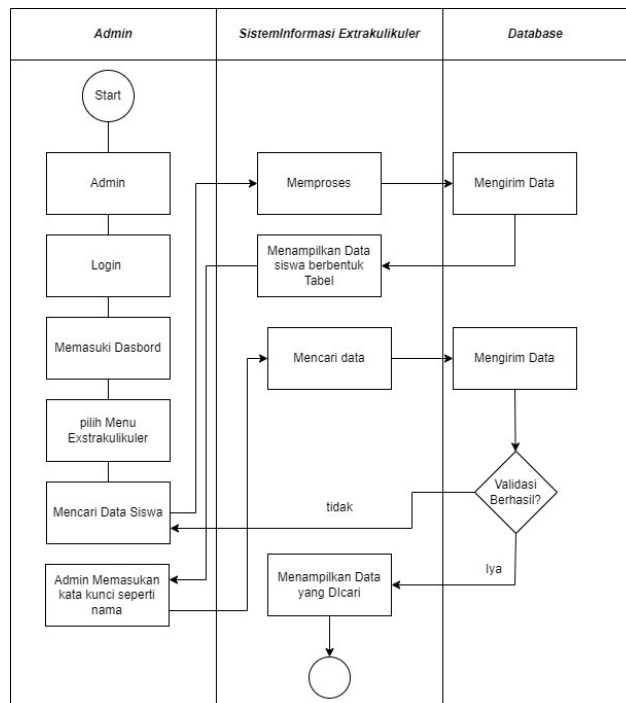 Admin
SistemInformasi Extrakulikuler
Database
Start
Admin
Memproses
Mengirim Data
Login
Menampilkan Data
siswa berbentuk
Tabel
Memasuki Dasbord
Mencari data
Mengirim Data
pilih Menu
Exstrakulikuler
Mencari Data Siswa
tidak
Validasi
Berhasil?
Admin Memasukan
kata kunci seperti
nama
Menampilkan Data
yang DIcari
Iya